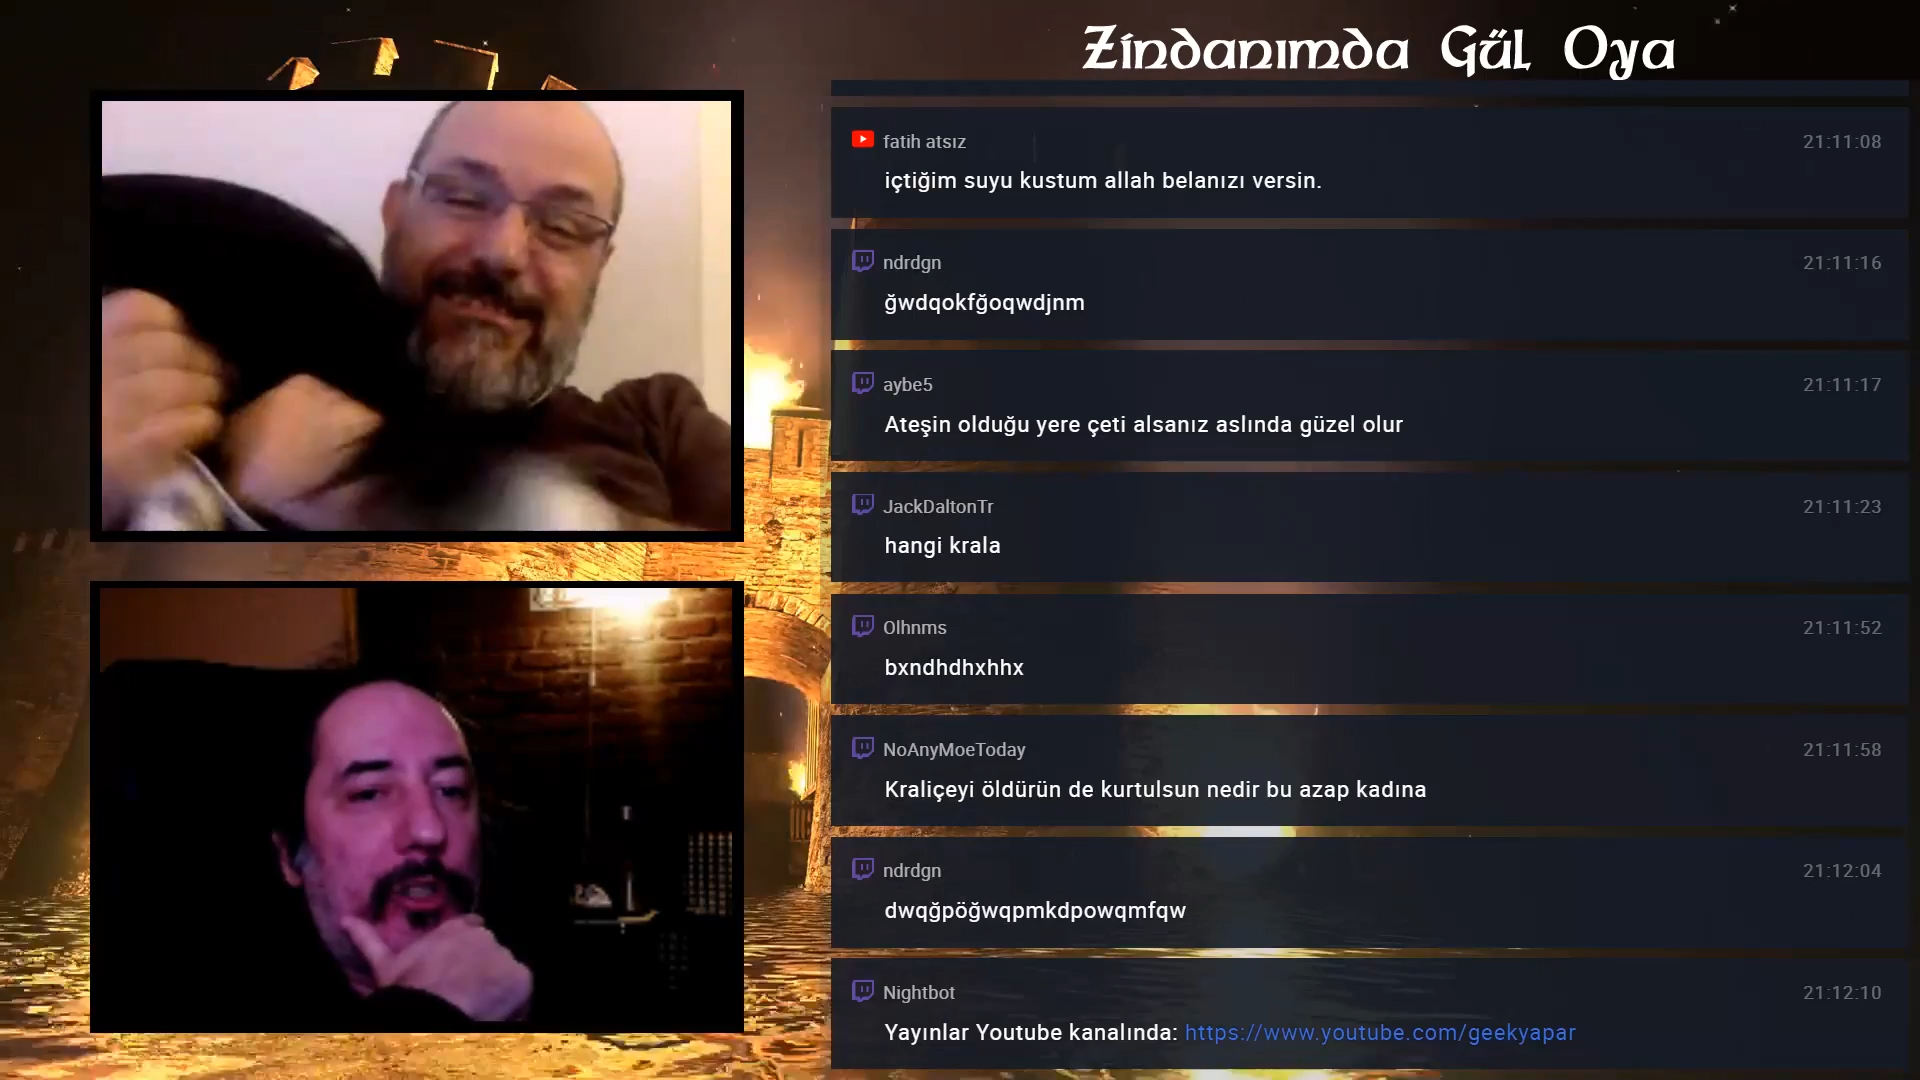 Zindanımda Gül Oya
fatih atsız 21:11:08
içtiğim suyu kustum allah belanızı versin.
ndrdgn 21:11:16
ğwdqokfğoqwdjnm
aybe5 21:11:17
Ateşin olduğu yere çeti alsanız aslında güzel olur
JackDaltonTr 21:11:23
hangi krala
Olhnms 21:11:52
bxndhdhxhhx
NoAnyMoeToday 21:11:58
Kraliçeyi öldürün de kurtulsun nedir bu azap kadına
ndrdgn 21:12:04
dwqğpöğwqpmkdpowqmfqw
Nightbot 21:12:10
Yayınlar Youtube kanalında: https://www.youtube.com/geekyapar